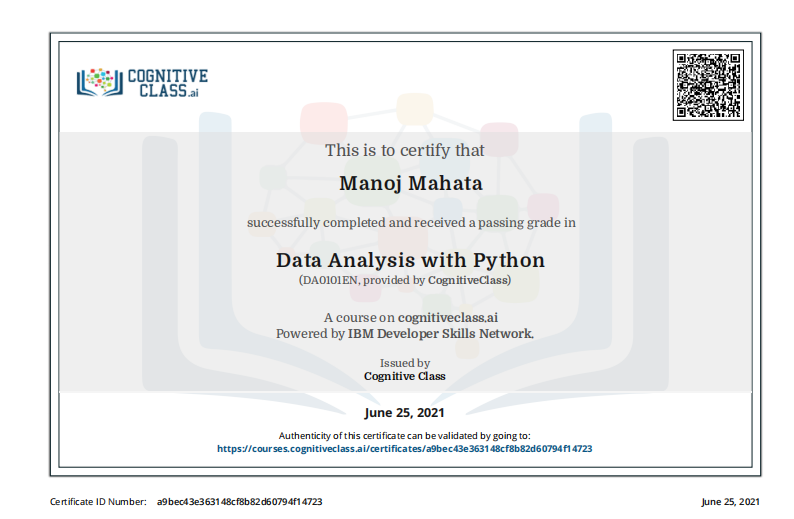 COGNITIVE
CLASS.ai
This is to certify that
Manoj Mahata
successfully completed and received a passing grade in
Data Analysis with Python
(DA0101EN, provided by CognitiveClass)
A course on cognitiveclass.ai
Powered by IBM Developer Skills Network.
Issued by
Cognitive Class
June 25, 2021
Authenticity of this certificate can be validated by going to:
https://courses.cognitiveclass.ai/certificates/a9bec43e363148cf8b82d60794f14723
Certificate ID Number: a9bec43e363148cf8b82d60794f14723
June 25, 2021